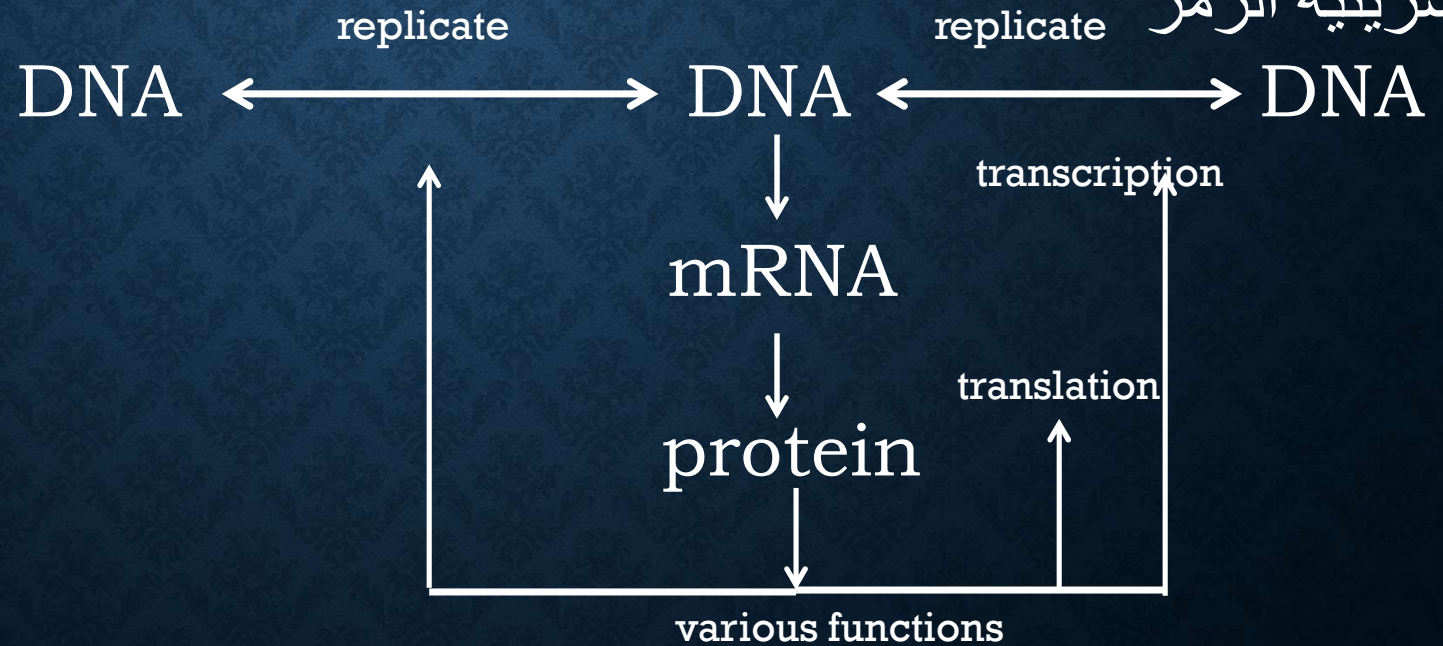 replicate replicate
DNA DNA DNA
transcription
mRNA
translation
protein
various functions